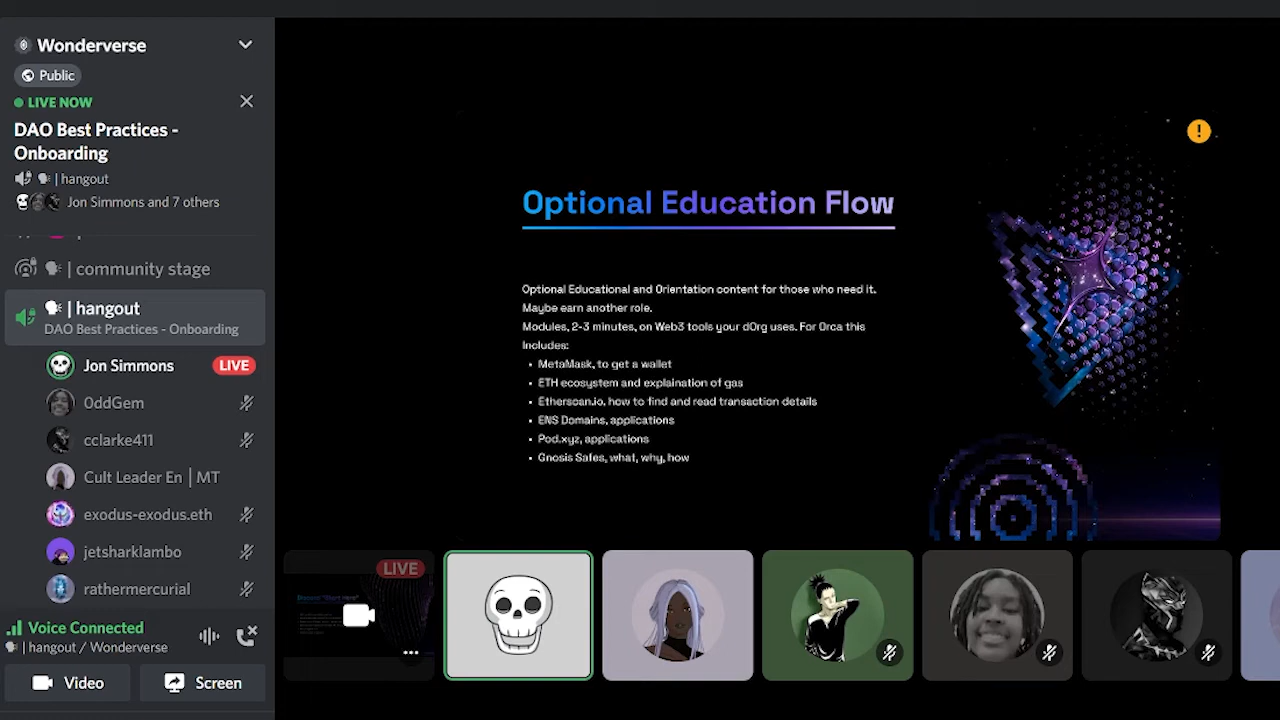 Wonderverse
Public
LIVE NOW
DAO Best Practices -
Onboarding
| hangout
Jon Simmons and 7 others
| community stage
| hangout
DAO Best Practices - Onboarding
Jon Simmons
LIVE
0ddGem
cclarke411
Cult Leader En | MT
exodus-exodus.eth
jetsharklambo
rathermercurial
Voice Connected
| hangout / Wonderverse
Video
Screen
Optional Education Flow
Optional Educational and Orientation content for those who need it.
Maybe earn another role.
Modules, 2-3 minutes, on Web3 tools your dOrg uses. For Orca this
Includes:
• MetaMask, to get a wallet
• ETH ecosystem and explaination of gas
• Etherscan.io, how to find and read transaction details
• ENS Domains, applications
• Pod.xyz, applications
• Gnosis Safes, what, why, how
LIVE